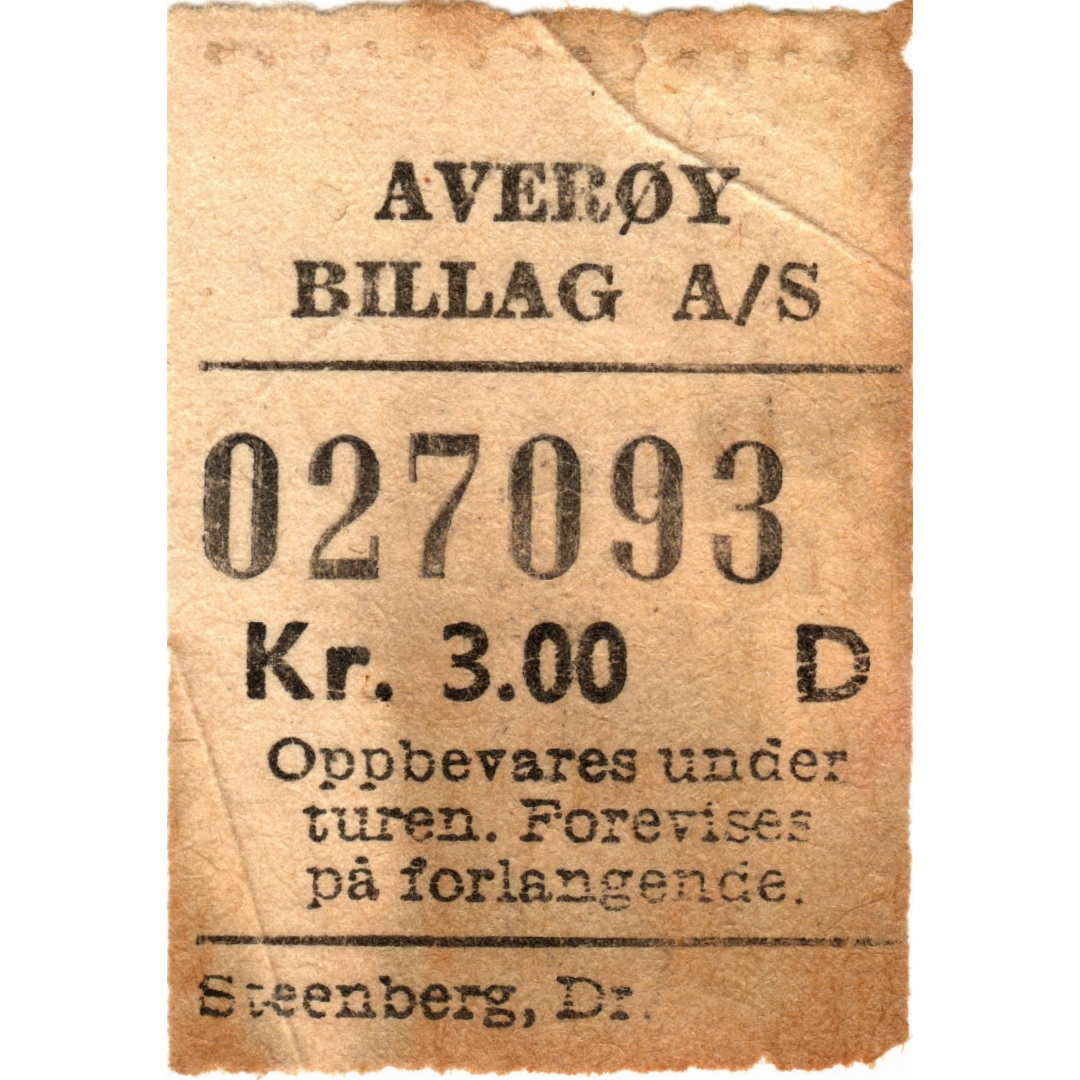 AVERØY
BILLAG A/S
027093
Kr. 3.00 D
Oppbevares under
turen. Forevises
på forlangende.
Steenberg, Dr.